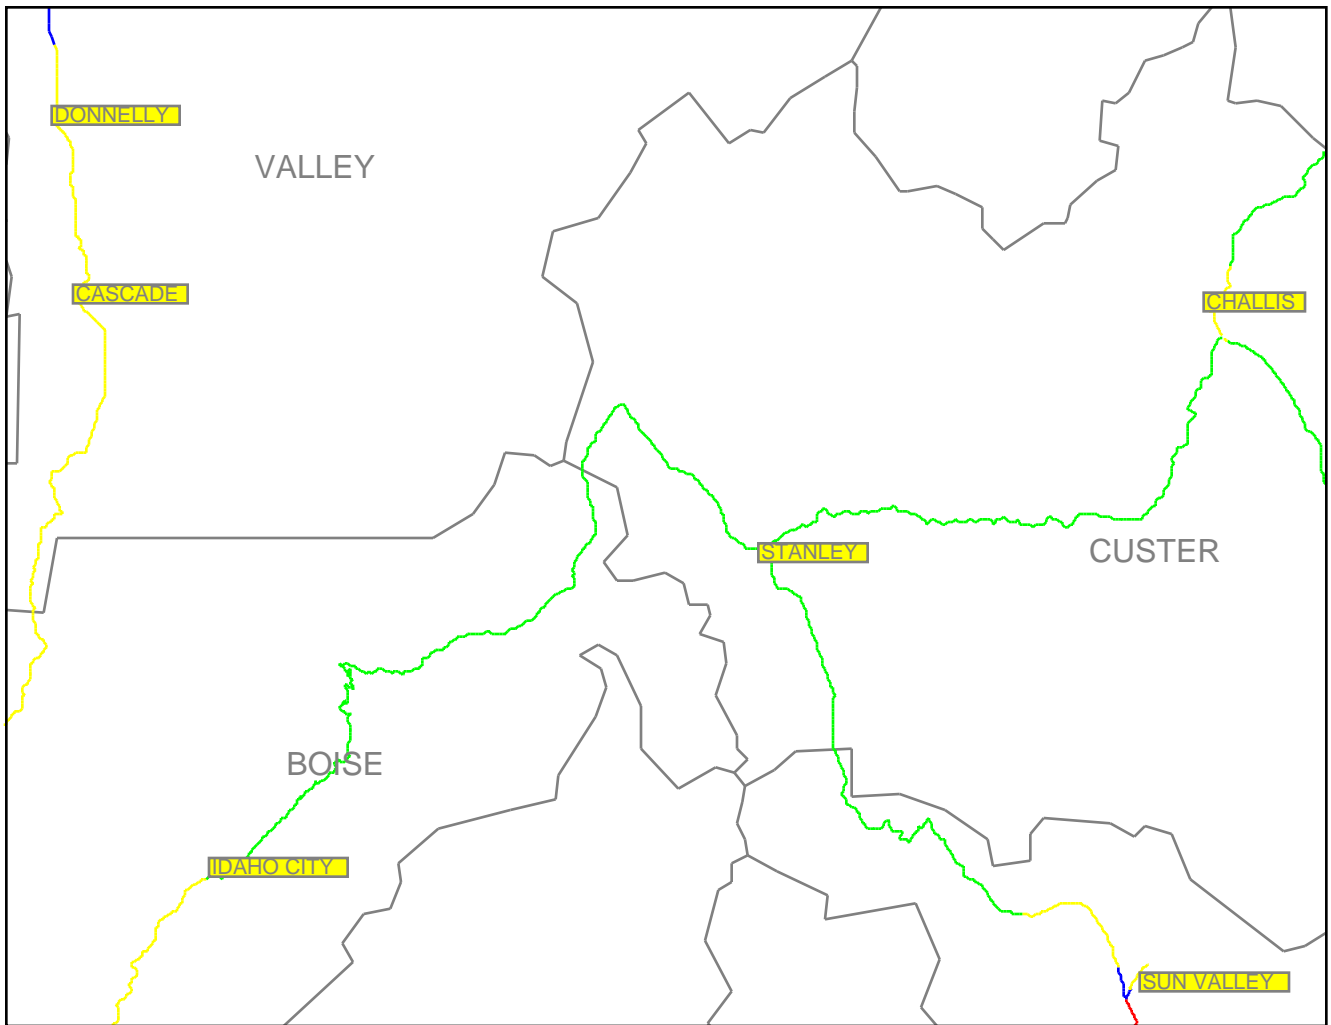 DONNELLY
VALLEY
CASCADE
CHALLIS
STANLEY
CUSTER
BOISE
IDAHO CITY
SUN VALLEY